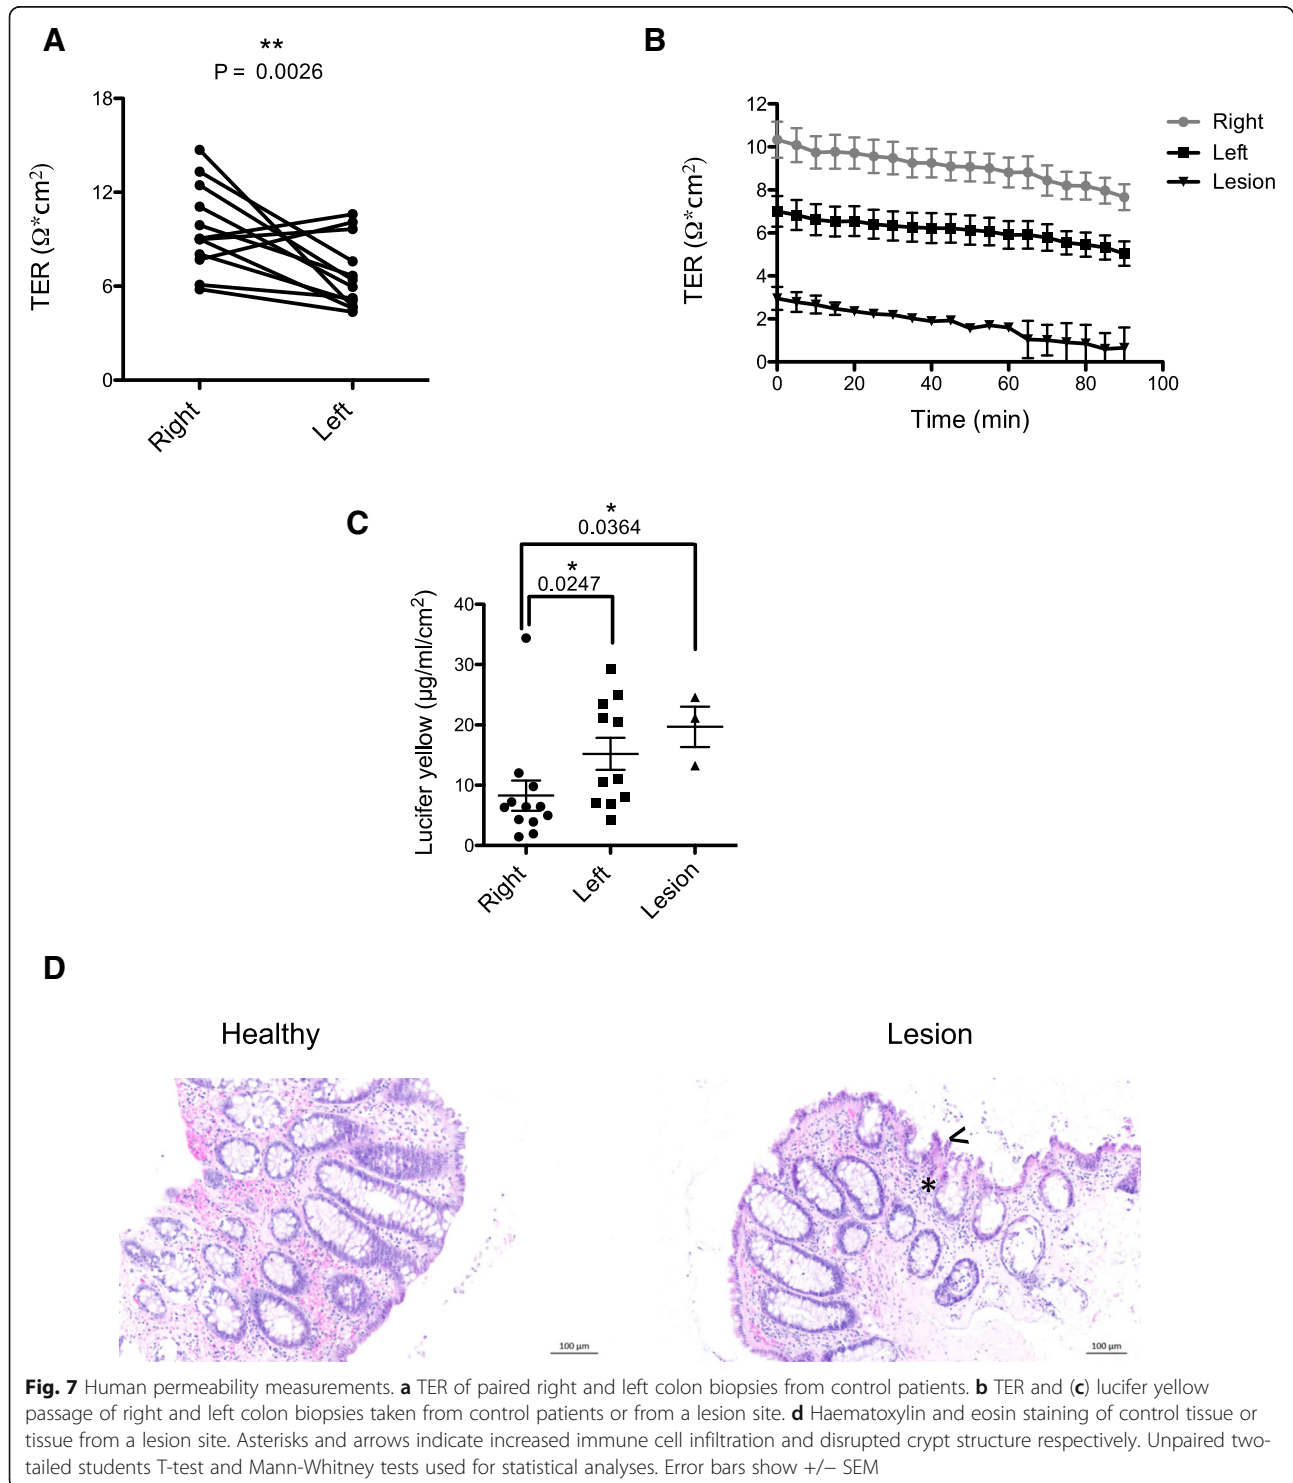 A
**
P = 0.0026
TER (Ω*cm²)
18
12
6
0
Right
Left
B
TER (Ω*cm²)
12
10
8
6
4
2
0
0
20
40
60
80
100
Time (min)
Right
Left
Lesion
C
*
0.0364
*
0.0247
Lucifer yellow (µg/ml/cm²)
40
30
20
10
0
Right
Left
Lesion
D
Healthy
Lesion
<
*
100 µm
100 µm
Fig. 7 Human permeability measurements. a TER of paired right and left colon biopsies from control patients. b TER and (c) lucifer yellow
passage of right and left colon biopsies taken from control patients or from a lesion site. d Haematoxylin and eosin staining of control tissue or
tissue from a lesion site. Asterisks and arrows indicate increased immune cell infiltration and disrupted crypt structure respectively. Unpaired two-
tailed students T-test and Mann-Whitney tests used for statistical analyses. Error bars show +/− SEM